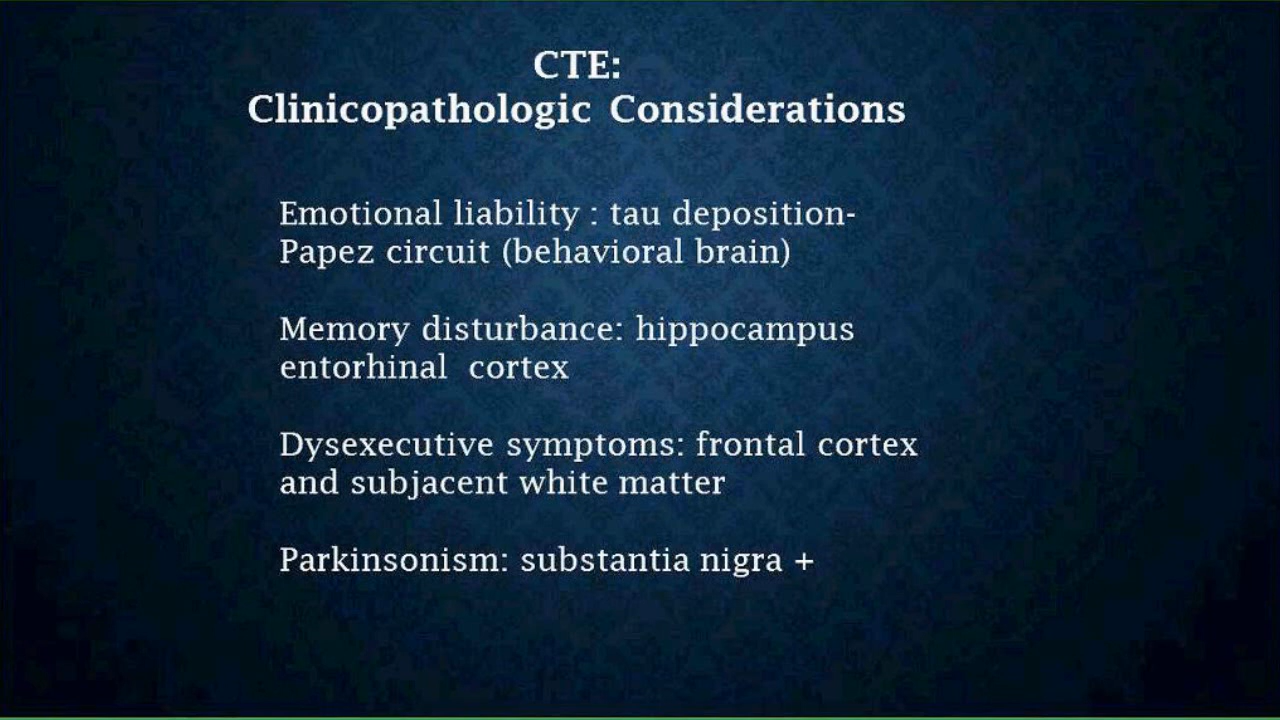 CTE:
Clinicopathologic Considerations
Emotional liability : tau deposition-
Papez circuit (behavioral brain)
Memory disturbance: hippocampus
entorhinal cortex
Dysexecutive symptoms: frontal cortex
and subjacent white matter
Parkinsonism: substantia nigra +